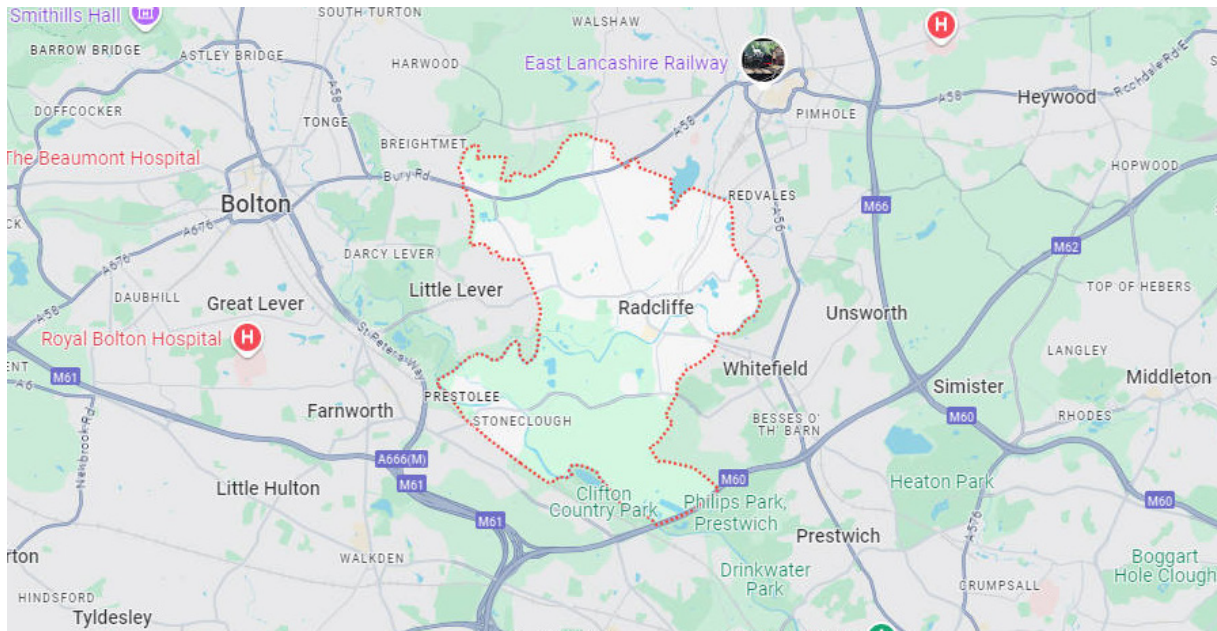 Smithills Hall
SOUTH TURTON
WALSHAW
H
BARROW BRIDGE
ASTLEY BRIDGE
HARWOOD
East Lancashire Railway
Rochdale Rd E
A58
A58
Heywood
DOFFCOCKER
TONGE
A58
PIMHOLE
BREIGHTMET
The Beaumont Hospital
HOPWOOD
Bury Rd
Bolton
REDVALES
M66
A56
A676
M62
DARCY LEVER
A676
Little Lever
TOP OF HEBERS
DAUBHILL
Great Lever
Radcliffe
A58
Unsworth
Royal Bolton Hospital
H
St Peters Way
LANGLEY
M61
A6
Whitefield
Simister
Middleton
PRESTOLEE
Farnworth
STONECLOUGH
BESSES O'
TH' BARN
M60
RHODES
Newbrook Rd
A666(M)
M61
M60
Little Hulton
Clifton
Country Park
Philips Park,
Prestwich
Heaton Park
M60
M61
A576
Prestwich
WALKDEN
Drinkwater
Park
CRUMPSALL
Boggart
Hole Clough
HINDSFORD
Tyldesley